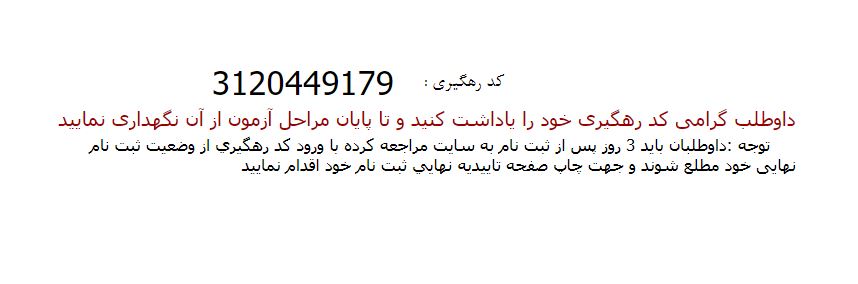 کد رهگیری : 3120449179
داوطلب گرامی کد رهگیری خود را یاداشت کنید و تا پایان مراحل آزمون از آن نگهداری نمایید
توجه :داوطلبان باید 3 روز پس از ثبت نام به سایت مراجعه کرده با ورود کد رهگيري از وضعیت ثبت نام
نهایی خود مطلع شوند و جهت چاپ صفحه تاییدیه نهايي ثبت نام خود اقدام نمایید